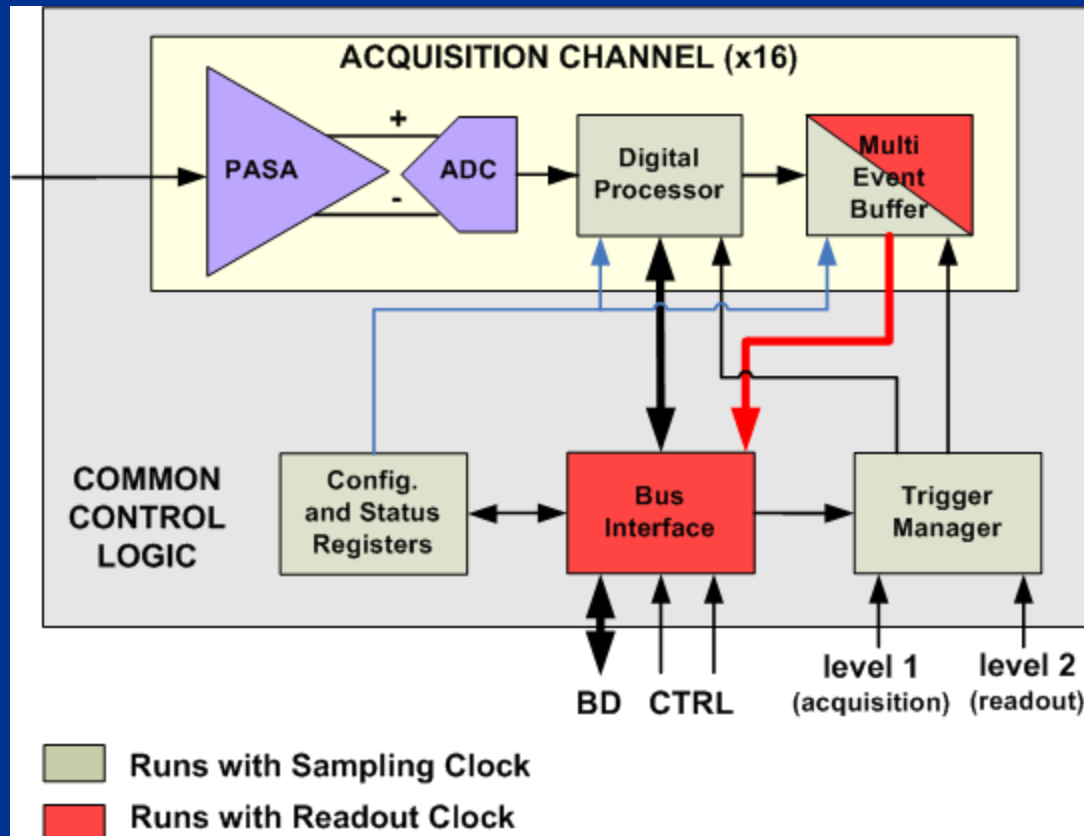 ACQUISITION CHANNEL (x16)
PASA
+
-
ADC
Digital
Processor
Multi
Event
Buffer
COMMON
CONTROL
LOGIC
Config.
and Status
Registers
Bus
Interface
Trigger
Manager
BD
CTRL
level 1
(acquisition)
level 2
(readout)
Runs with Sampling Clock
Runs with Readout Clock